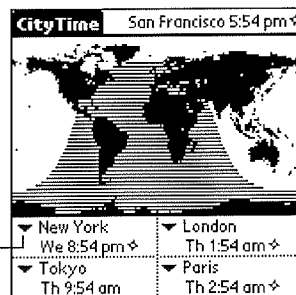 CityTime San Francisco 5:54 pm
New York London
We 8:54 pm Th 1:54 am
Tokyo Paris
Th 9:54 am Th 2:54 am